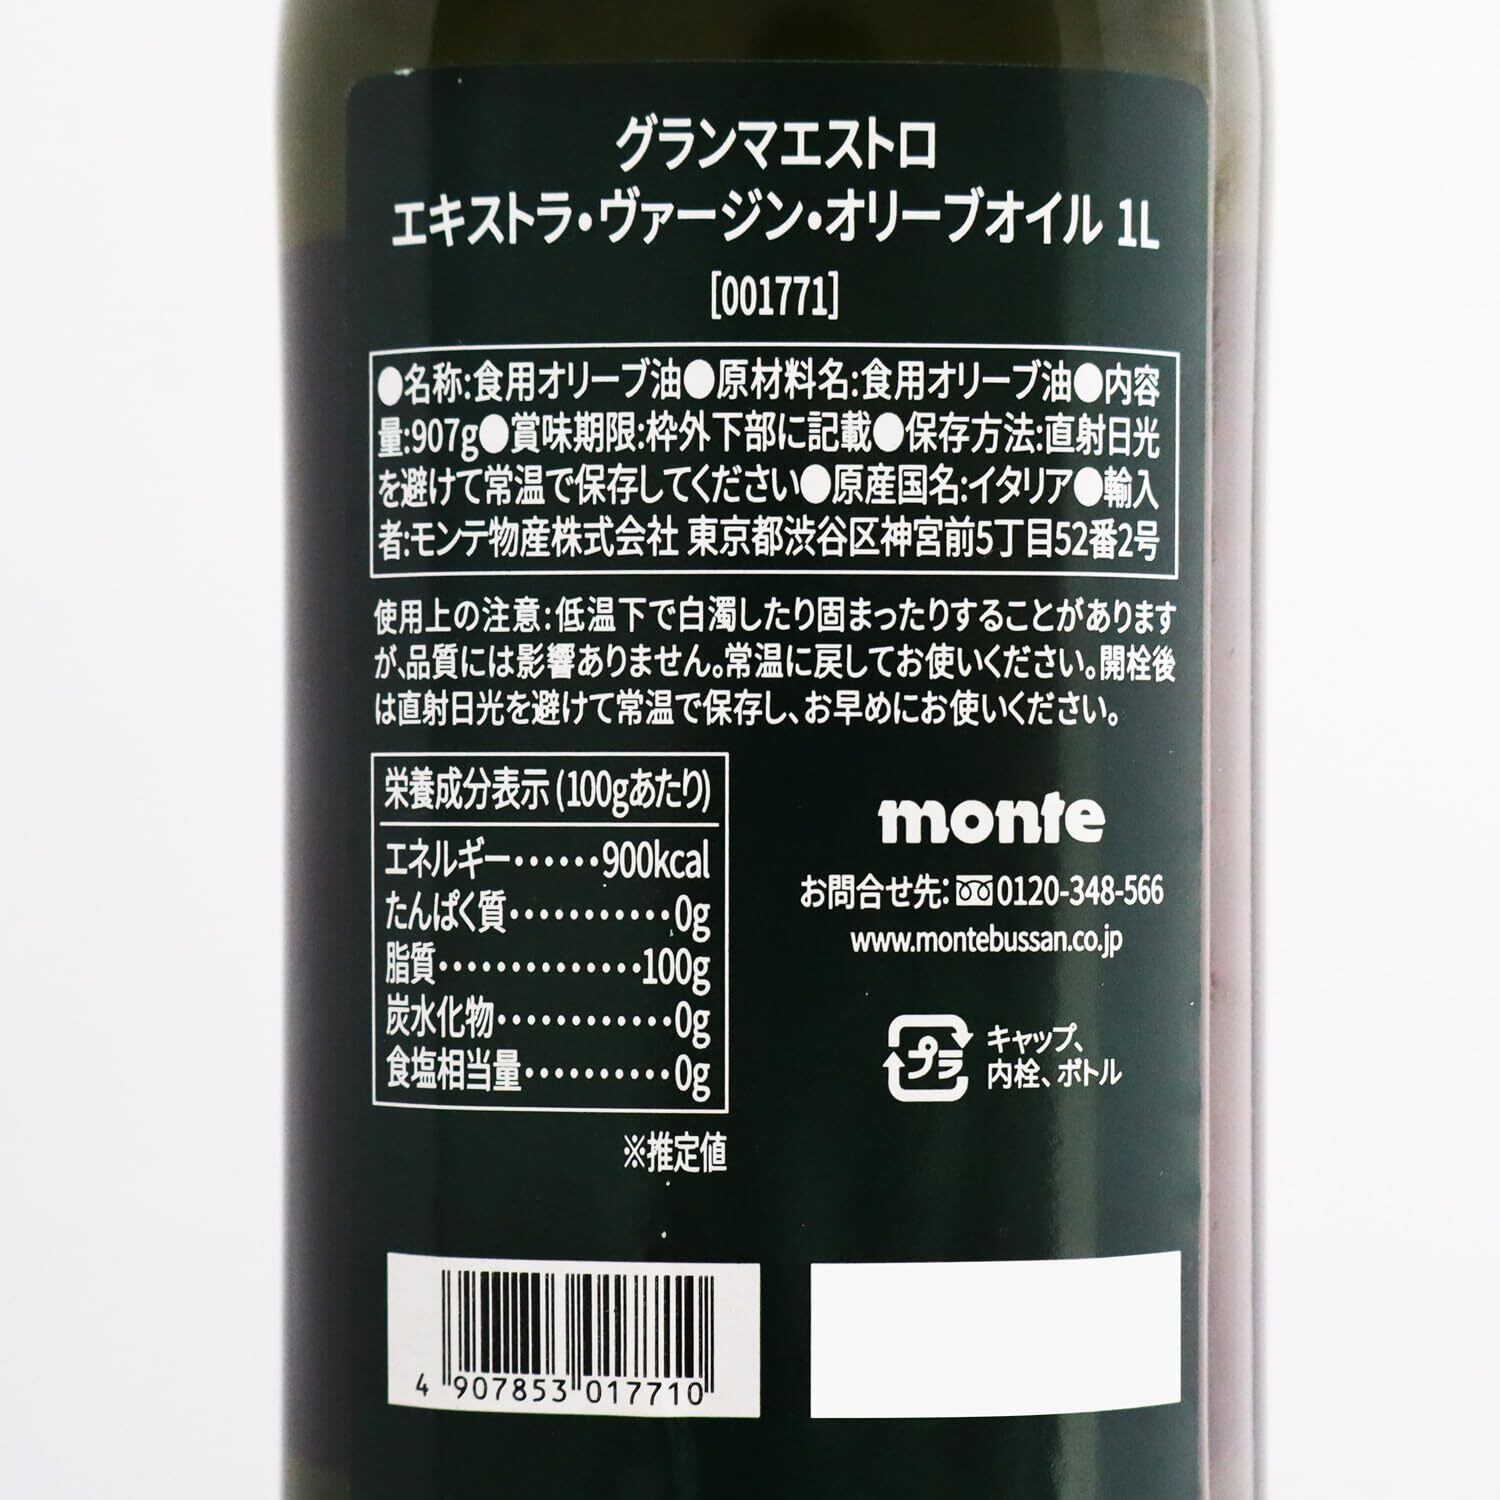 グランマエストロ
エキストラ・ヴァージン・オリーブオイル 1L
[001771]
●名称:食用オリーブ油●原材料名:食用オリーブ油●内容
量:907g●賞味期限:枠外下部に記載●保存方法:直射日光
を避けて常温で保存してください●原産国名:イタリア●輸入
者:モンテ物産株式会社 東京都渋谷区神宮前5丁目52番2号
使用上の注意:低温下で白濁したり固まったりすることがあります
が、品質には影響ありません。常温に戻してお使いください。開栓後
は直射日光を避けて常温で保存し、お早めにお使いください。
栄養成分表示(100gあたり)
エネルギー‥‥‥900kcal
たんぱく質‥‥‥‥‥0g
脂質‥‥‥‥‥‥‥100g
炭水化物‥‥‥‥‥‥0g
食塩相当量‥‥‥‥‥0g
※推定値
monte
お問合せ先:0120-348-566
www.montebussan.co.jp
プラ
キャップ、
内栓、ボトル
4 907853 017710